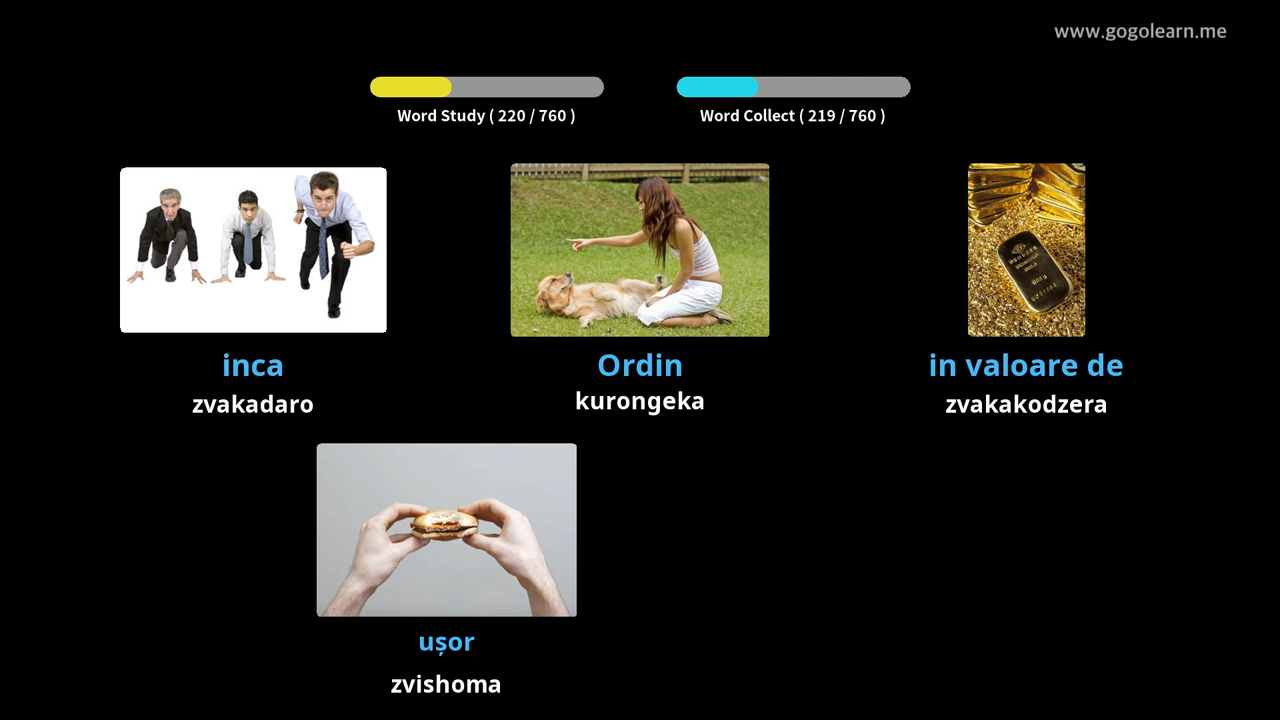 www.gogolearn.me
Word Study ( 220 / 760 )
Word Collect ( 219 / 760 )
inca
zvakadaro
Ordin
kurongeka
in valoare de
zvakakodzera
ușor
zvishoma